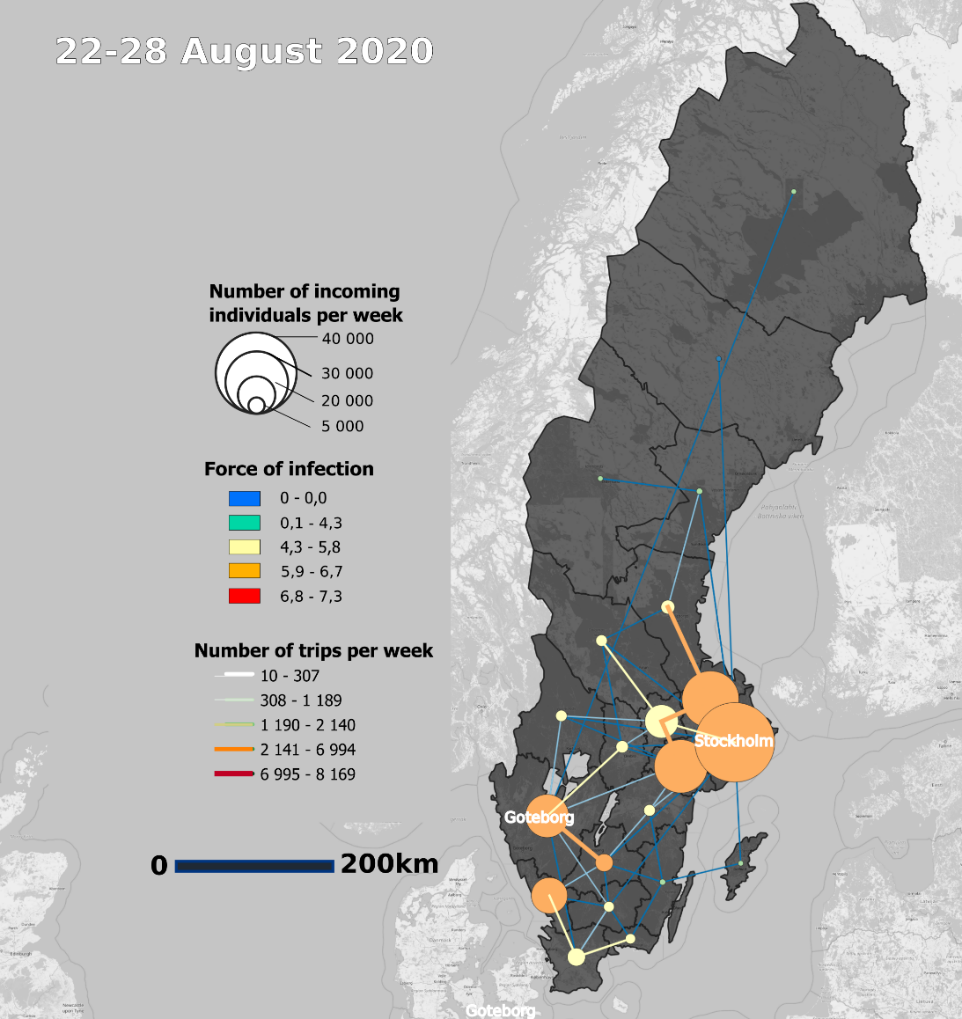 22-28 August 2020
Number of incoming
individuals per week
40 000
30 000
20 000
5 000
Force of infection
0 - 0,0
0,1 - 4,3
4,3 - 5,8
5,9 - 6,7
6,8 - 7,3
Number of trips per week
10 - 307
308 - 1 189
1 190 - 2 140
2 141 - 6 994
6 995 - 8 169
0 200km
Stockholm
Goteborg
Goteborg